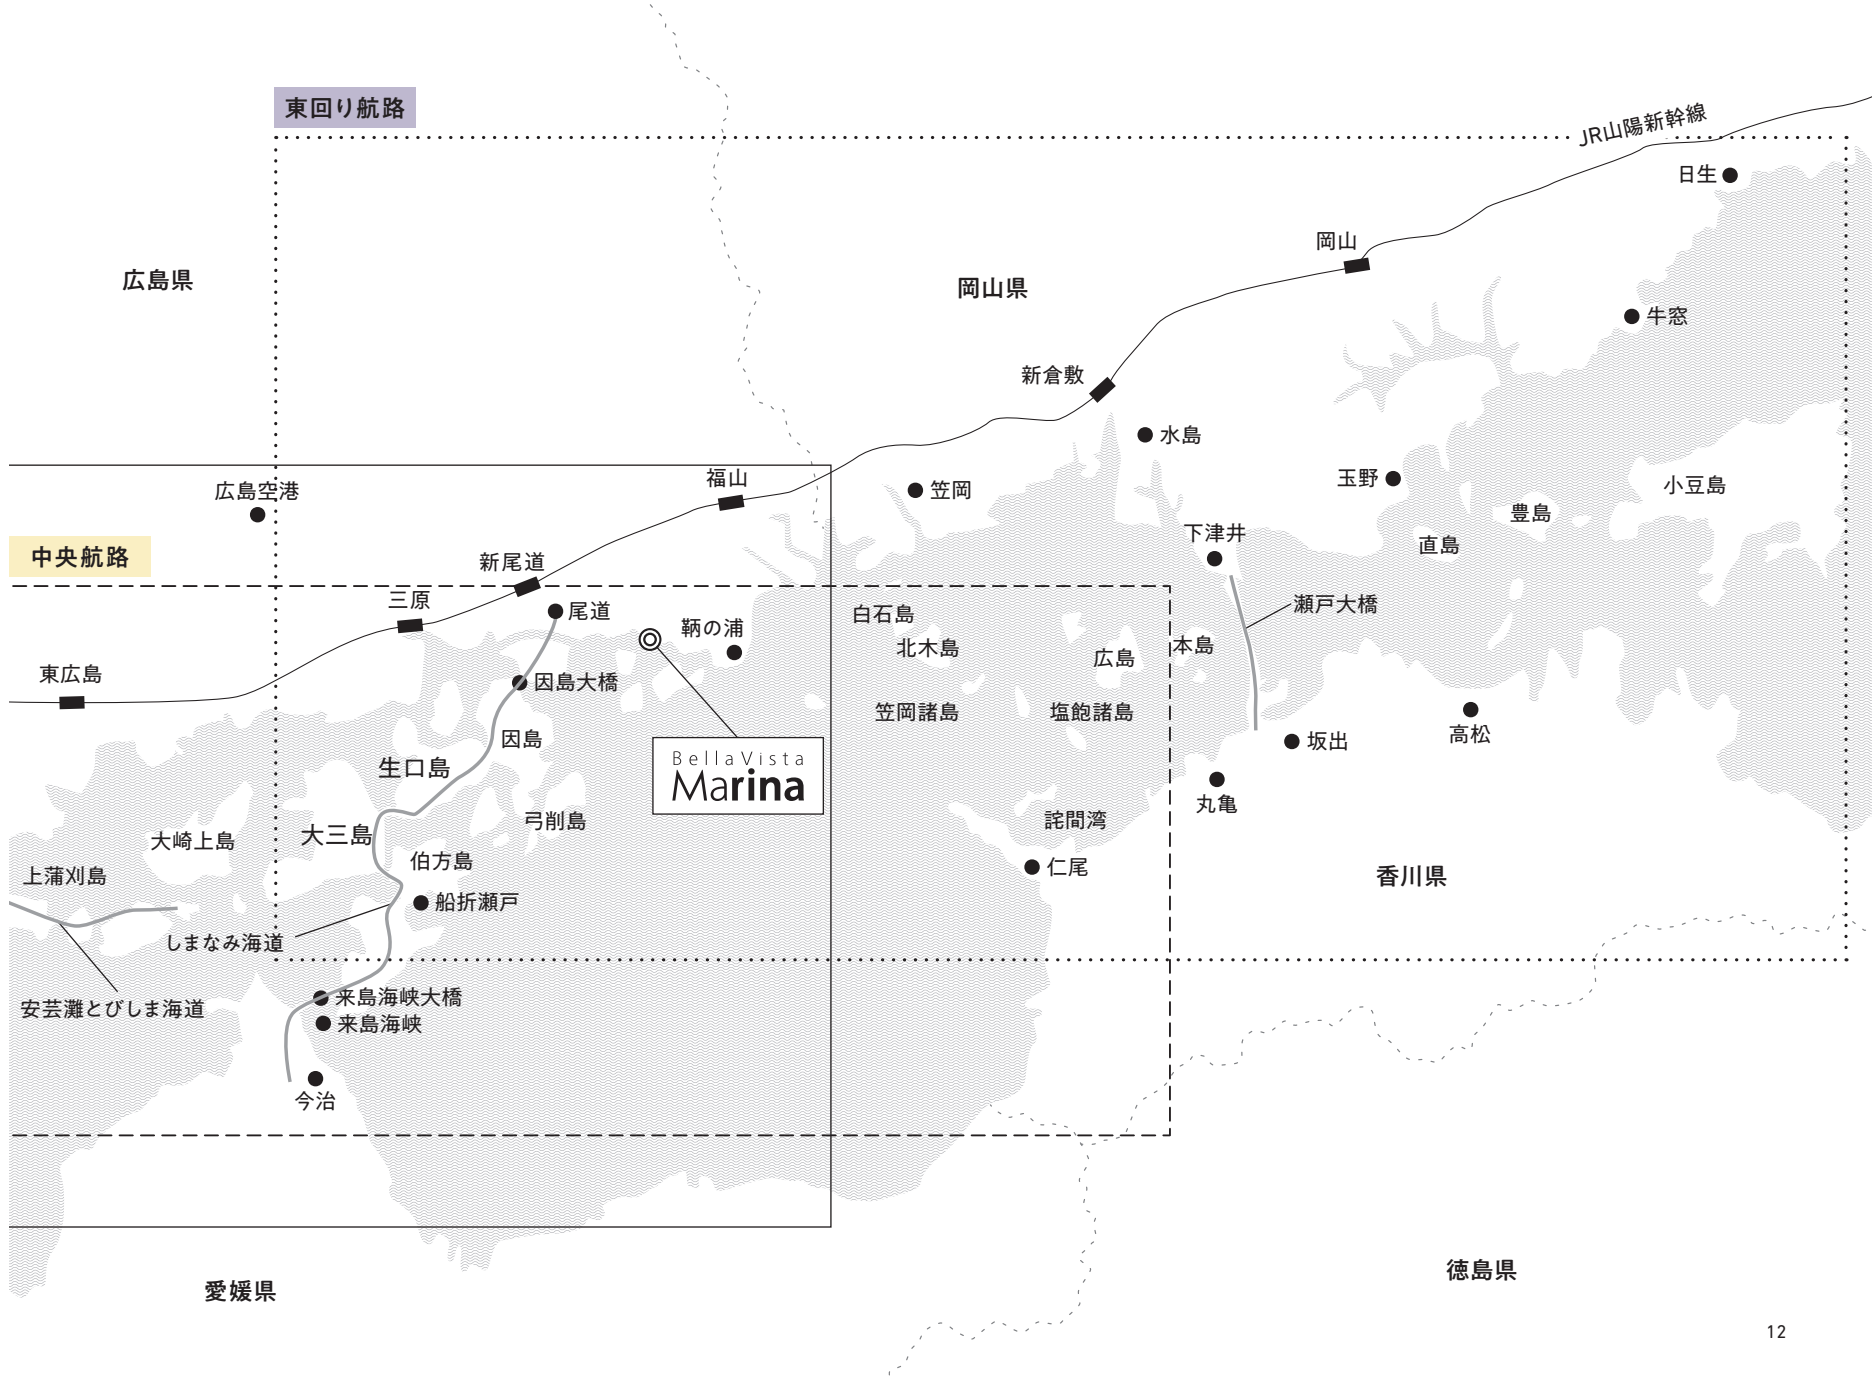 東回り航路
JR山陽新幹線
日生
岡山
広島県
岡山県
牛窓
新倉敷
水島
福山
玉野
小豆島
広島空港
笠岡
豊島
下津井
直島
中央航路
新尾道
三原
尾道
白石島
瀬戸大橋
鞆の浦
北木島
広島
本島
東広島
因島大橋
笠岡諸島
塩飽諸島
高松
因島
坂出
生口島
BellaVista
Marina
丸亀
大崎上島
大三島
弓削島
詫間湾
伯方島
仁尾
上蒲刈島
香川県
船折瀬戸
しまなみ海道
安芸灘とびしま海道
来島海峡大橋
来島海峡
今治
愛媛県
徳島県
12